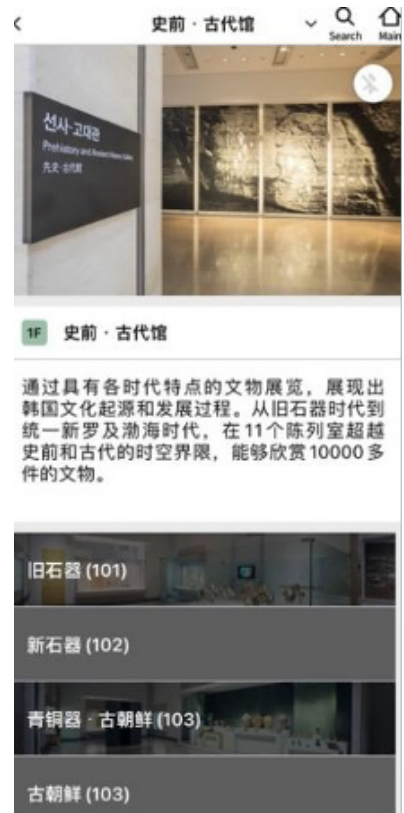 史前 · 古代馆
Search
Main
선사·고대관
Prehistory and Ancient History Gallery
先史·古代館
1F 史前 · 古代馆
通过具有各时代特点的文物展览，展现出
韩国文化起源和发展过程。从旧石器时代到
统一新罗及渤海时代，在11个陈列室超越
史前和古代的时空界限，能够欣赏10000多
件的文物。
旧石器 (101)
新石器 (102)
青铜器 · 古朝鲜 (103)
古朝鲜 (103)